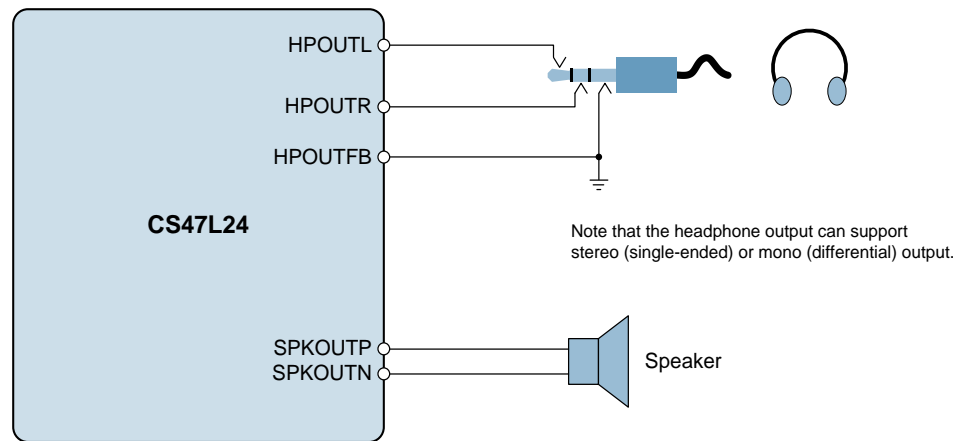 HPOUTL
HPOUTR
HPOUTFB
CS47L24
Note that the headphone output can support
stereo (single-ended) or mono (differential) output.
SPKOUTP
SPKOUTN
Speaker